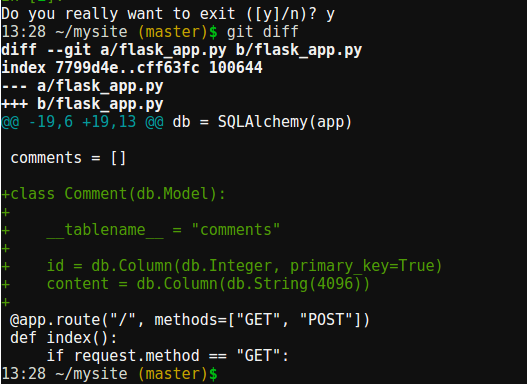 Do you really want to exit ([y]/n)? y
13:28 ~/mysite (master)$ git diff
diff --git a/flask_app.py b/flask_app.py
index 7799d4e..cff63fc 100644
--- a/flask_app.py
+++ b/flask_app.py
@@ -19,6 +19,13 @@ db = SQLAlchemy(app)

 comments = []

+class Comment(db.Model):
+
+    __tablename__ = "comments"
+
+    id = db.Column(db.Integer, primary_key=True)
+    content = db.Column(db.String(4096))
+
 @app.route("/", methods=["GET", "POST"])
 def index():
     if request.method == "GET":
13:28 ~/mysite (master)$